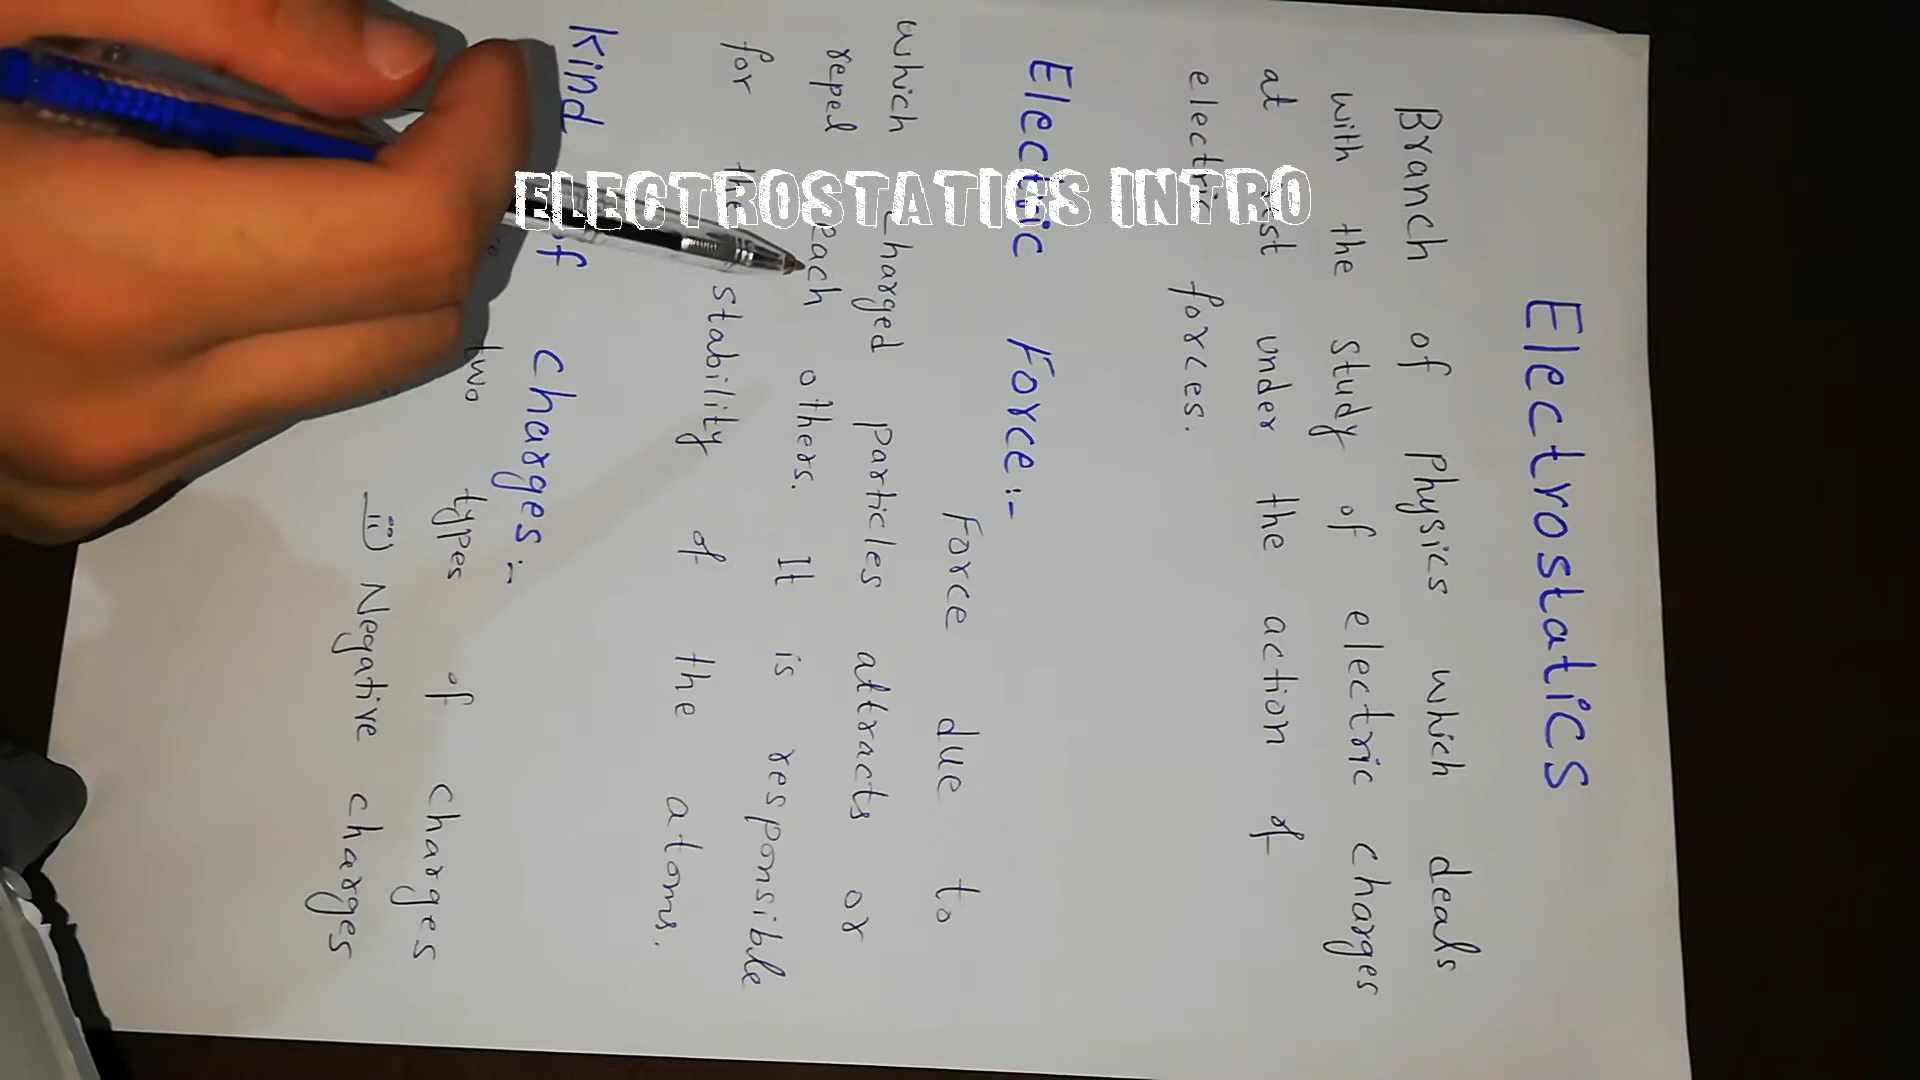 ELECTROSTATICS INTRO
Electrostatics
Branch of Physics which deals
with the study of electric charges
at rest under the action of
electric forces.
Electric Force:-
Force due to
which charged particles attracts or
repel each others. It is responsible
for the stability of the atoms.
Kind of charges:-
two types of charges
ii) Negative charges